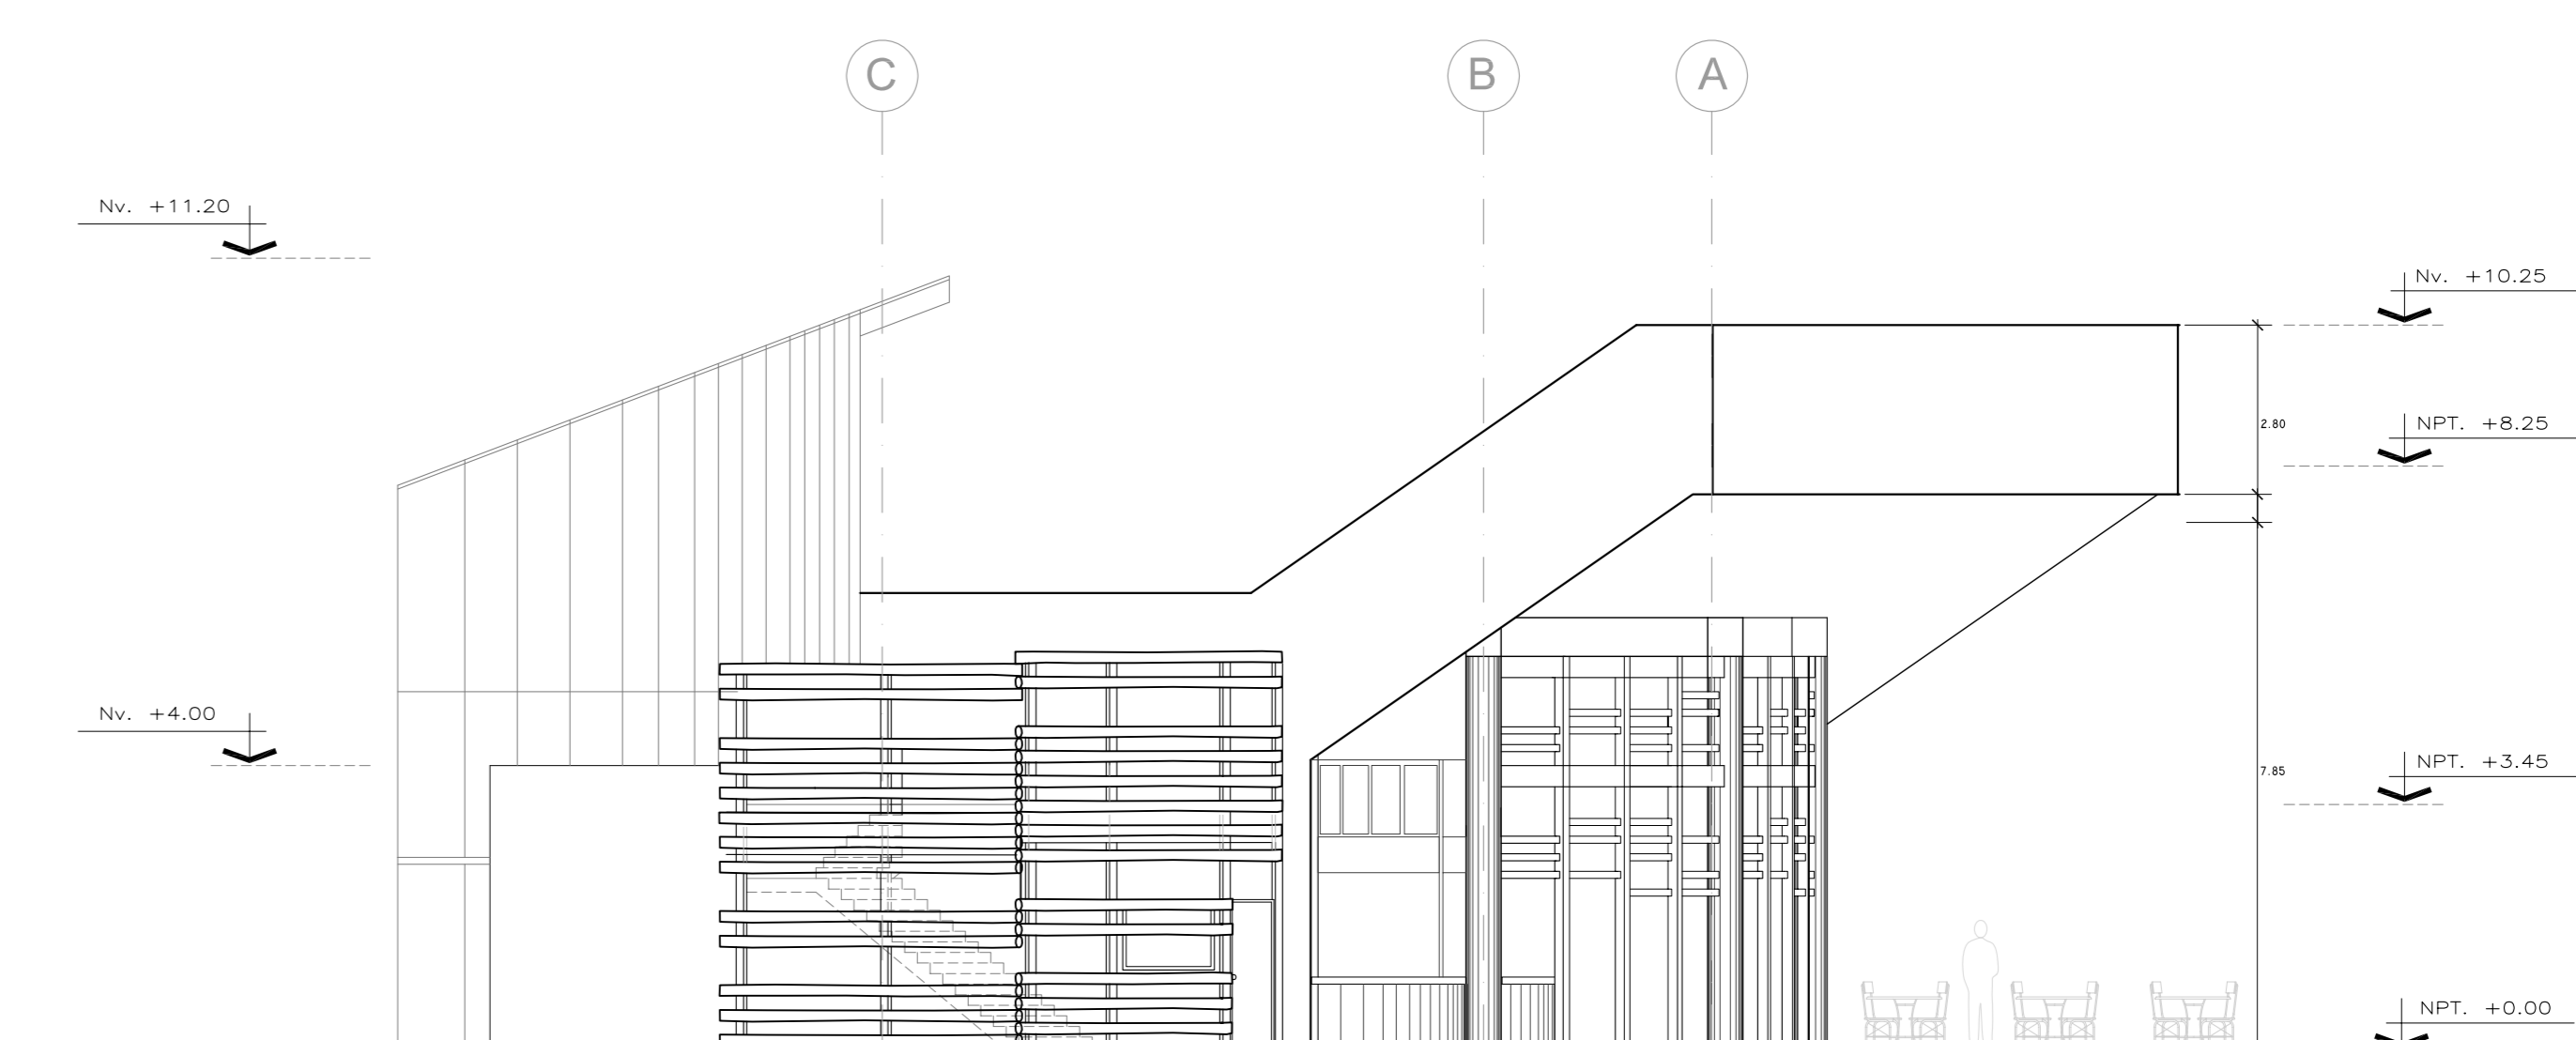 C
B
A
Nv. +11.20
Nv. +10.25
2.80
NPT. +8.25
Nv. +4.00
7.85
NPT. +3.45
NPT. +0.00